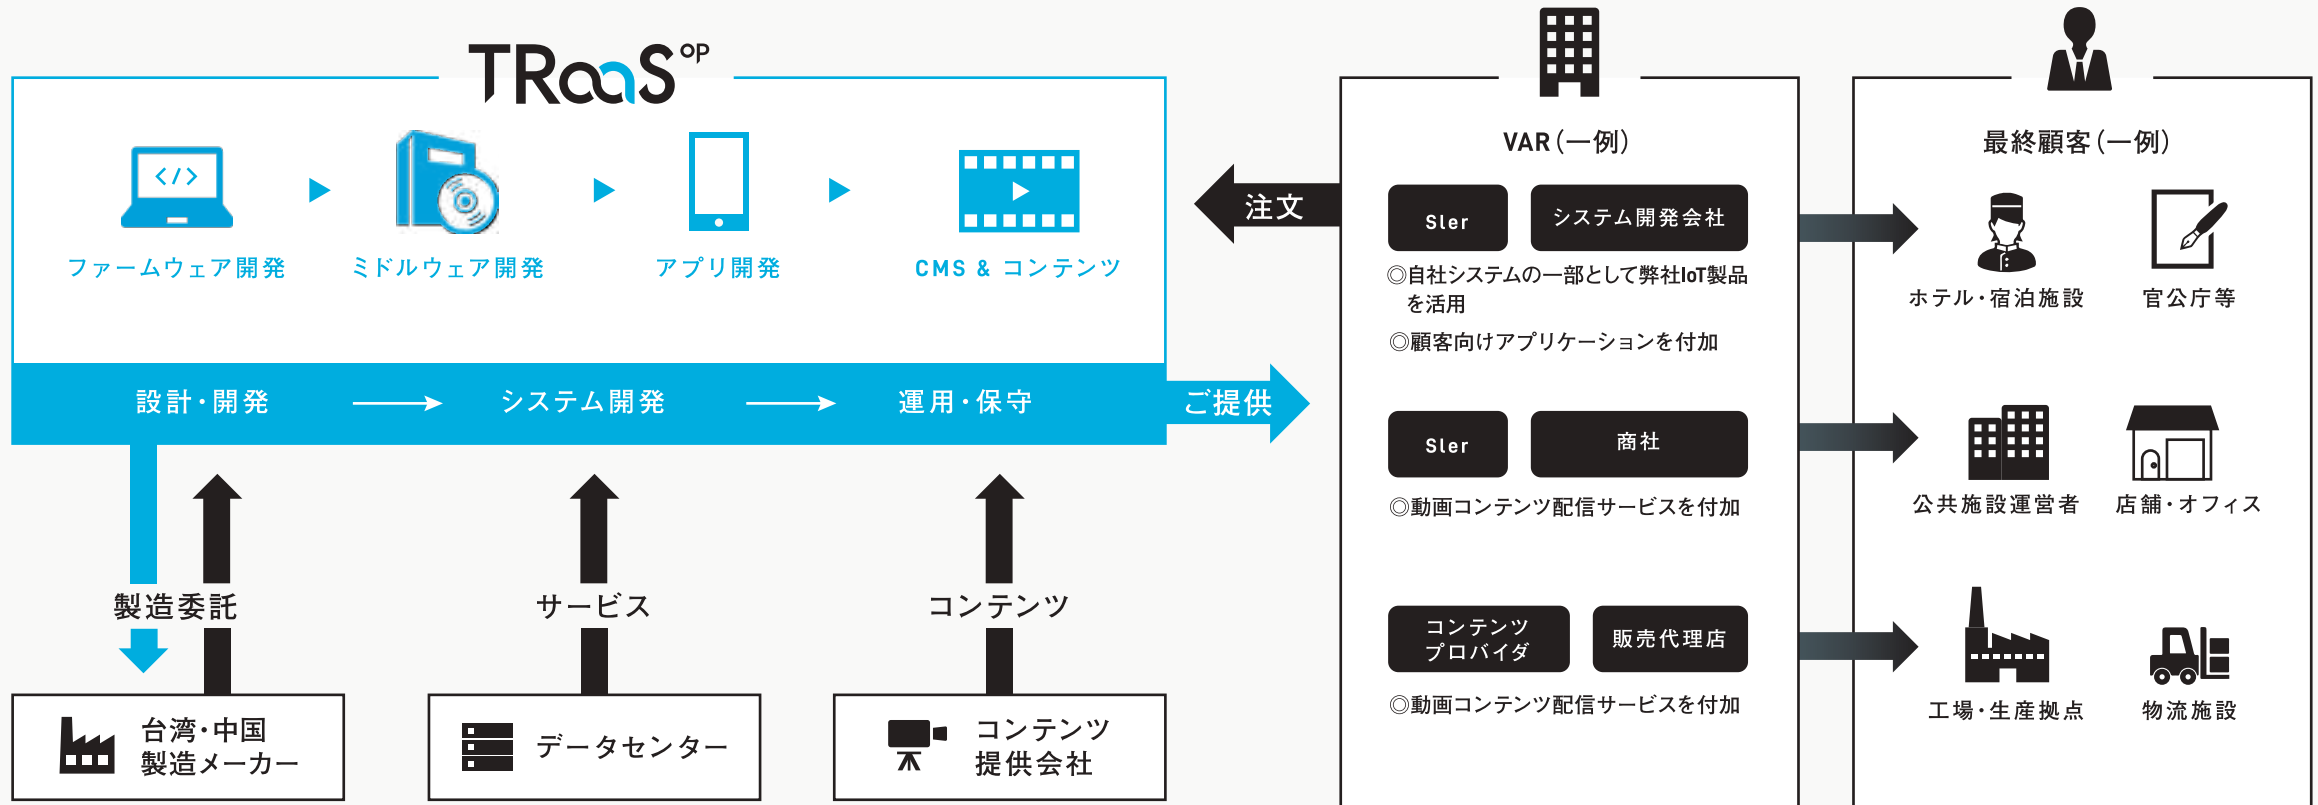 TRaaS OP
</>
ファームウェア開発
ミドルウェア開発
アプリ開発
CMS & コンテンツ
設計・開発
システム開発
運用・保守
注文
ご提供
製造委託
サービス
コンテンツ
台湾・中国
製造メーカー
データセンター
コンテンツ
提供会社
VAR(一例)
SIer
システム開発会社
◎自社システムの一部として弊社IoT製品
を活用
◎顧客向けアプリケーションを付加
SIer
商社
◎動画コンテンツ配信サービスを付加
コンテンツ
プロバイダ
販売代理店
◎動画コンテンツ配信サービスを付加
最終顧客(一例)
ホテル・宿泊施設
官公庁等
公共施設運営者
店舗・オフィス
工場・生産拠点
物流施設